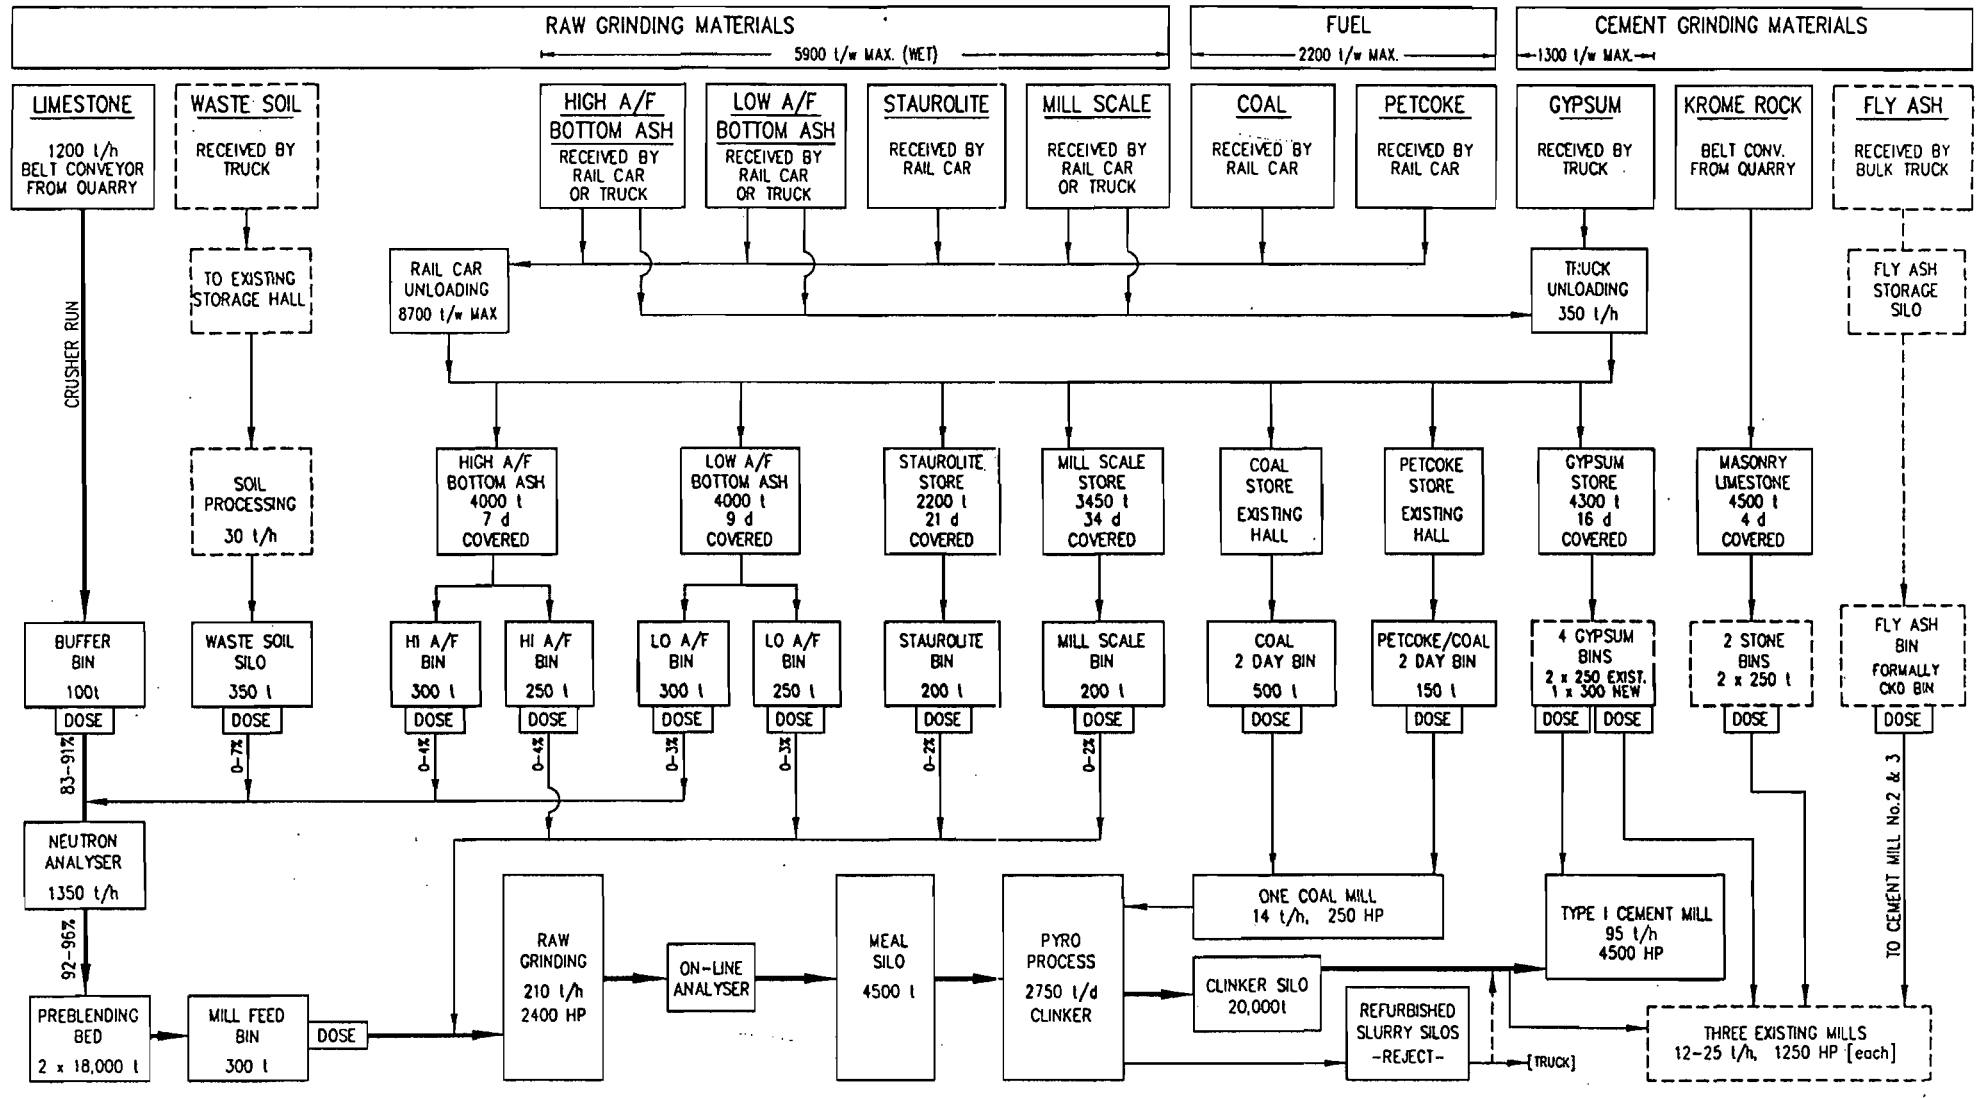 RAW GRINDING MATERIALS
5900 t/w MAX. (WET)
FUEL
2200 t/w MAX.
CEMENT GRINDING MATERIALS
1300 t/w MAX.
LIMESTONE
1200 t/h
BELT CONVEYOR
FROM QUARRY
WASTE SOIL
RECEIVED BY
TRUCK
HIGH A/F
BOTTOM ASH
RECEIVED BY
RAIL CAR
OR TRUCK
LOW A/F
BOTTOM ASH
RECEIVED BY
RAIL CAR
OR TRUCK
STAUROLITE
RECEIVED BY
RAIL CAR
MILL SCALE
RECEIVED BY
RAIL CAR
OR TRUCK
COAL
RECEIVED BY
RAIL CAR
PETCOKE
RECEIVED BY
RAIL CAR
GYPSUM
RECEIVED BY
TRUCK
KROME ROCK
BELT CONV.
FROM QUARRY
FLY ASH
RECEIVED BY
BULK TRUCK
CRUSHER RUN
TO EXISTING
STORAGE HALL
RAIL CAR
UNLOADING
8700 t/w MAX
TRUCK
UNLOADING
350 t/h
FLY ASH
STORAGE
SILO
SOIL
PROCESSING
30 t/h
HIGH A/F
BOTTOM ASH
4000 t
7 d
COVERED
LOW A/F
BOTTOM ASH
4000 t
9 d
COVERED
STAUROLITE
STORE
2200 t
21 d
COVERED
MILL SCALE
STORE
3450 t
34 d
COVERED
COAL
STORE
EXISTING
HALL
PETCOKE
STORE
EXISTING
HALL
GYPSUM
STORE
4300 t
16 d
COVERED
MASONRY
LIMESTONE
4500 t
4 d
COVERED
BUFFER
BIN
100t
DOSE
83-91%
WASTE SOIL
SILO
350 t
DOSE
0-7%
HI A/F
BIN
300 t
DOSE
0-4%
HI A/F
BIN
250 t
DOSE
0-4%
LO A/F
BIN
300 t
DOSE
0-3%
LO A/F
BIN
250 t
DOSE
0-3%
STAUROLITE
BIN
200 t
DOSE
0-2%
MILL SCALE
BIN
200 t
DOSE
0-2%
COAL
2 DAY BIN
500 t
DOSE
PETCOKE/COAL
2 DAY BIN
150 t
DOSE
4 GYPSUM
BINS
2 x 250 EXIST.
1 x 300 NEW
DOSE
DOSE
2 STONE
BINS
2 x 250 t
DOSE
FLY ASH
BIN
FORMALLY
CKD BIN
DOSE
TO CEMENT MILL No.2 & 3
NEUTRON
ANALYSER
1350 t/h
92-96%
PREBLENDING
BED
2 x 18,000 t
MILL FEED
BIN
300 t
DOSE
RAW
GRINDING
210 t/h
2400 HP
ON-LINE
ANALYSER
MEAL
SILO
4500 t
PYRO
PROCESS
2750 t/d
CLINKER
ONE COAL MILL
14 t/h, 250 HP
CLINKER SILO
20,000t
REFURBISHED
SLURRY SILOS
-REJECT-
[TRUCK]
TYPE I CEMENT MILL
95 t/h
4500 HP
THREE EXISTING MILLS
12-25 t/h, 1250 HP [each]